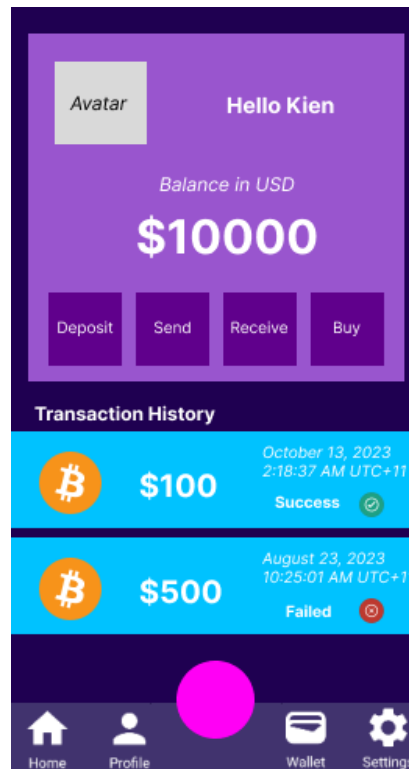 Avatar
Hello Kien
Balance in USD
$10000
Deposit
Send
Receive
Buy
Transaction History
October 13, 2023
$100
2:18:37 AM UTC+11
Success
August 23, 2023
$500
10:25:01 AM UTC+1
Failed
Home
Profile
Wallet
Settings